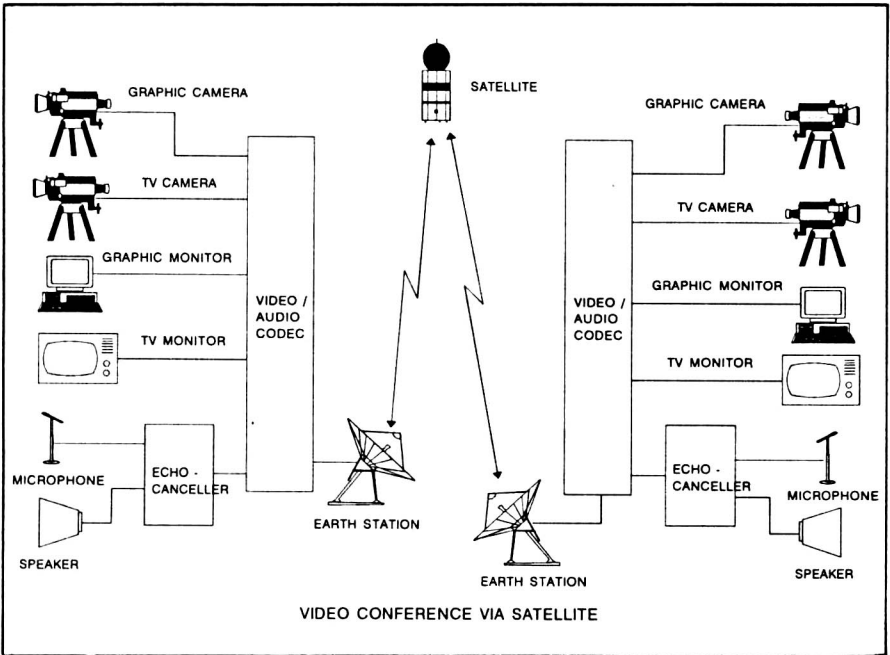 GRAPHIC CAMERA
TV CAMERA
GRAPHIC MONITOR
TV MONITOR
MICROPHONE
SPEAKER
ECHO -
CANCELLER
VIDEO /
AUDIO
CODEC
EARTH STATION
SATELLITE
EARTH STATION
VIDEO /
AUDIO
CODEC
GRAPHIC CAMERA
TV CAMERA
GRAPHIC MONITOR
TV MONITOR
ECHO -
CANCELLER
MICROPHONE
SPEAKER
VIDEO CONFERENCE VIA SATELLITE